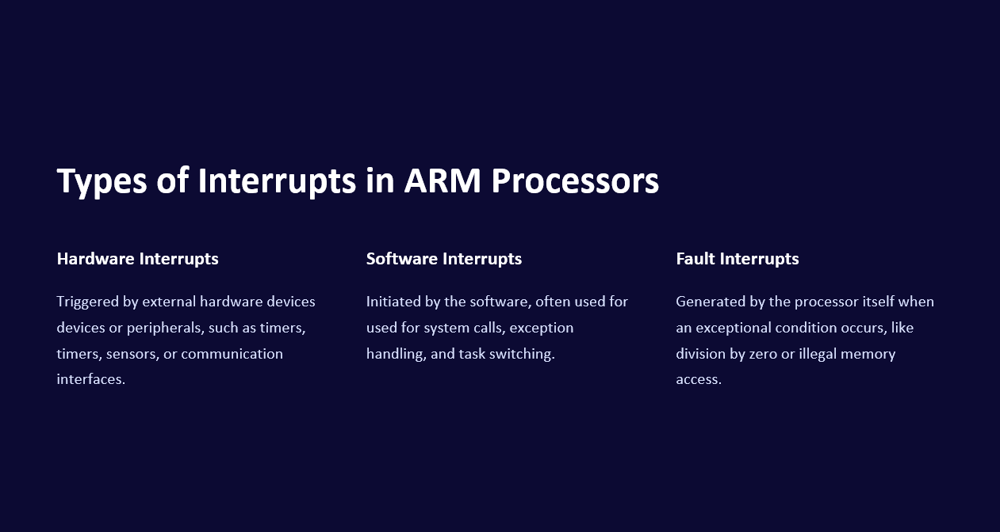 Types of Interrupts in ARM Processors
Hardware Interrupts
Triggered by external hardware devices
devices or peripherals, such as timers,
timers, sensors, or communication
interfaces.
Software Interrupts
Initiated by the software, often used for
used for system calls, exception
handling, and task switching.
Fault Interrupts
Generated by the processor itself when
an exceptional condition occurs, like
division by zero or illegal memory
access.